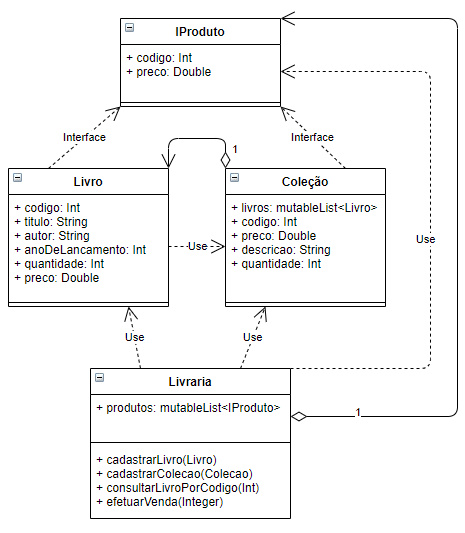 IProduto
+ codigo: Int
+ preco: Double
Interface
Interface
1
Livro
+ codigo: Int
+ titulo: String
+ autor: String
+ anoDeLancamento: Int
+ quantidade: Int
+ preco: Double
Coleção
+ livros: mutableList<Livro>
+ codigo: Int
+ preco: Double
+ descricao: String
+ quantidade: Int
Use
Use
Use
Use
Livraria
+ produtos: mutableList<IProduto>
1
+ cadastrarLivro(Livro)
+ cadastrarColecao(Colecao)
+ consultarLivroPorCodigo(Int)
+ efetuarVenda(Integer)